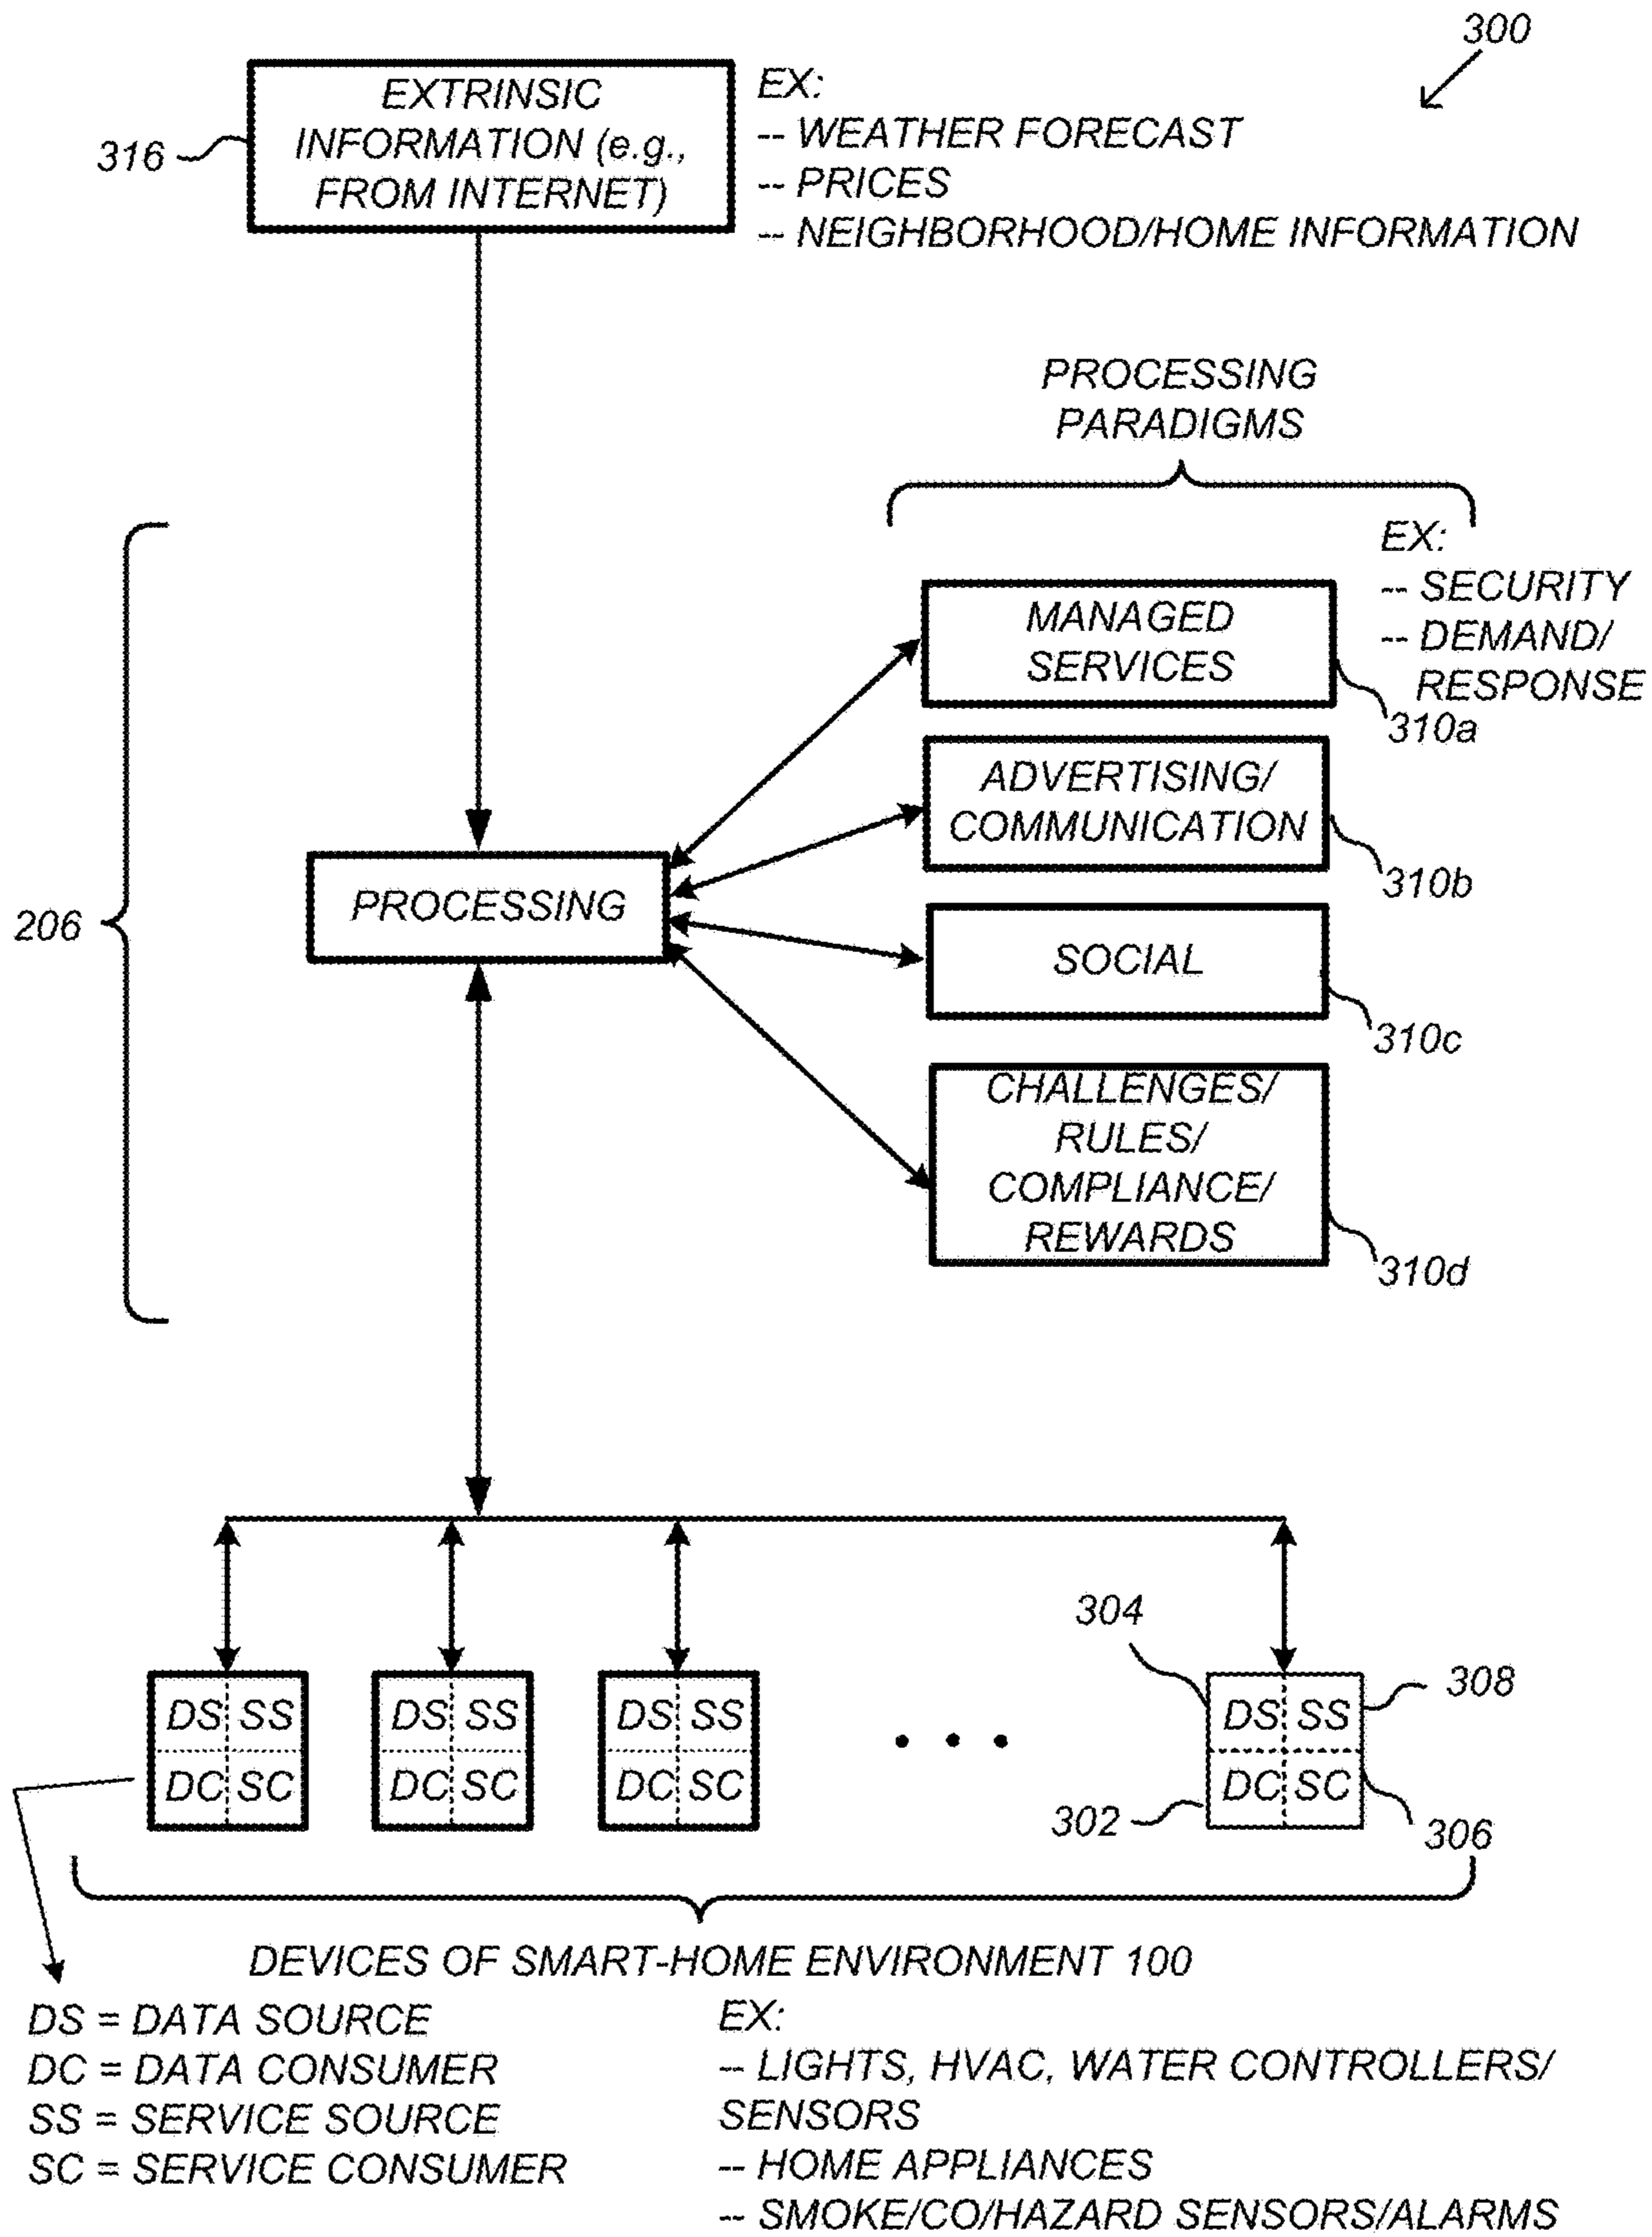 300
EXTRINSIC
INFORMATION (e.g.,
FROM INTERNET)
316
EX:
-- WEATHER FORECAST
-- PRICES
-- NEIGHBORHOOD/HOME INFORMATION
PROCESSING
PARADIGMS
EX:
-- SECURITY
-- DEMAND/
RESPONSE
MANAGED
SERVICES
310a
ADVERTISING/
COMMUNICATION
310b
206
PROCESSING
SOCIAL
310c
CHALLENGES/
RULES/
COMPLIANCE/
REWARDS
310d
304
308
DS SS
DC SC
DS SS
DC SC
DS SS
DC SC
• • •
DS SS
DC SC
302
306
DEVICES OF SMART-HOME ENVIRONMENT 100
DS = DATA SOURCE
DC = DATA CONSUMER
SS = SERVICE SOURCE
SC = SERVICE CONSUMER
EX:
-- LIGHTS, HVAC, WATER CONTROLLERS/
SENSORS
-- HOME APPLIANCES
-- SMOKE/CO/HAZARD SENSORS/ALARMS